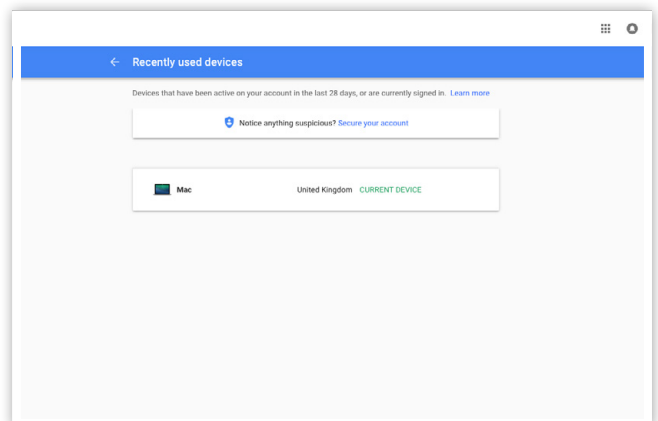 Recently used devices
Devices that have been active on your account in the last 28 days, or are currently signed in. Learn more
Notice anything suspicious? Secure your account
Mac United Kingdom CURRENT DEVICE